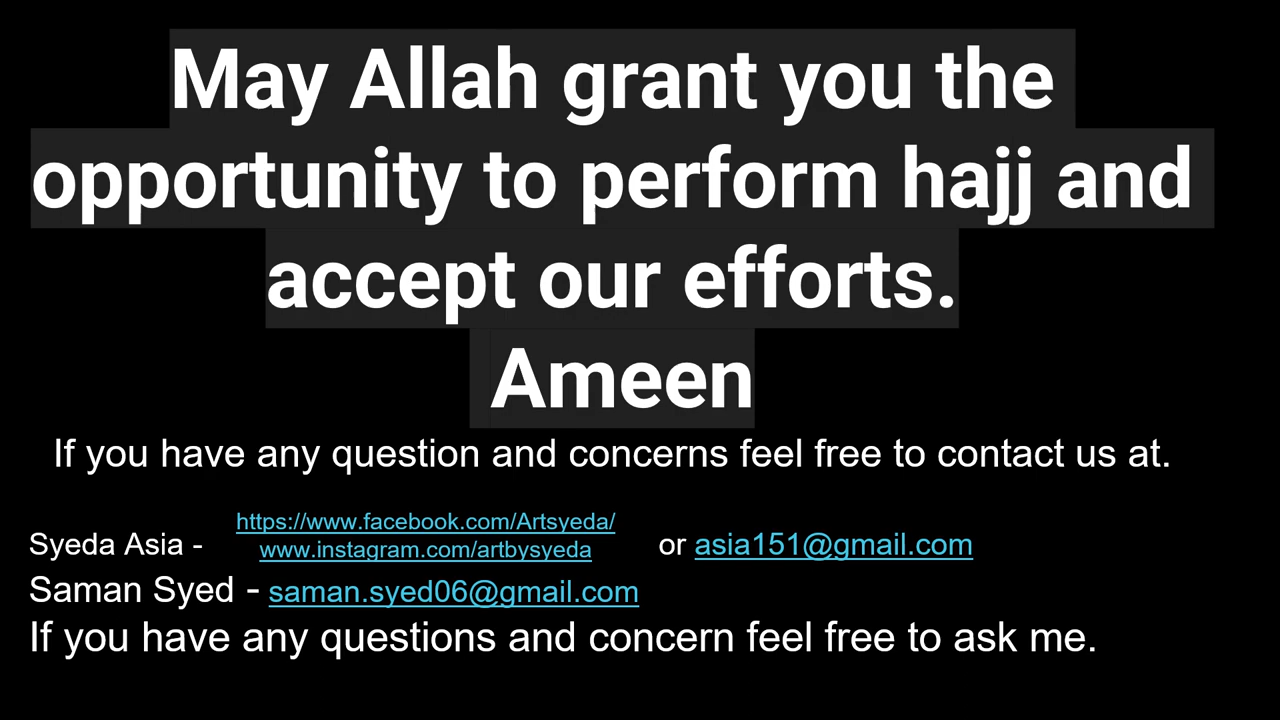 May Allah grant you the
opportunity to perform hajj and
accept our efforts.
Ameen
If you have any question and concerns feel free to contact us at.
https://www.facebook.com/Artsyeda/
Syeda Asia - www.instagram.com/artbysyeda or asia151@gmail.com
Saman Syed - saman.syed06@gmail.com
If you have any questions and concern feel free to ask me.